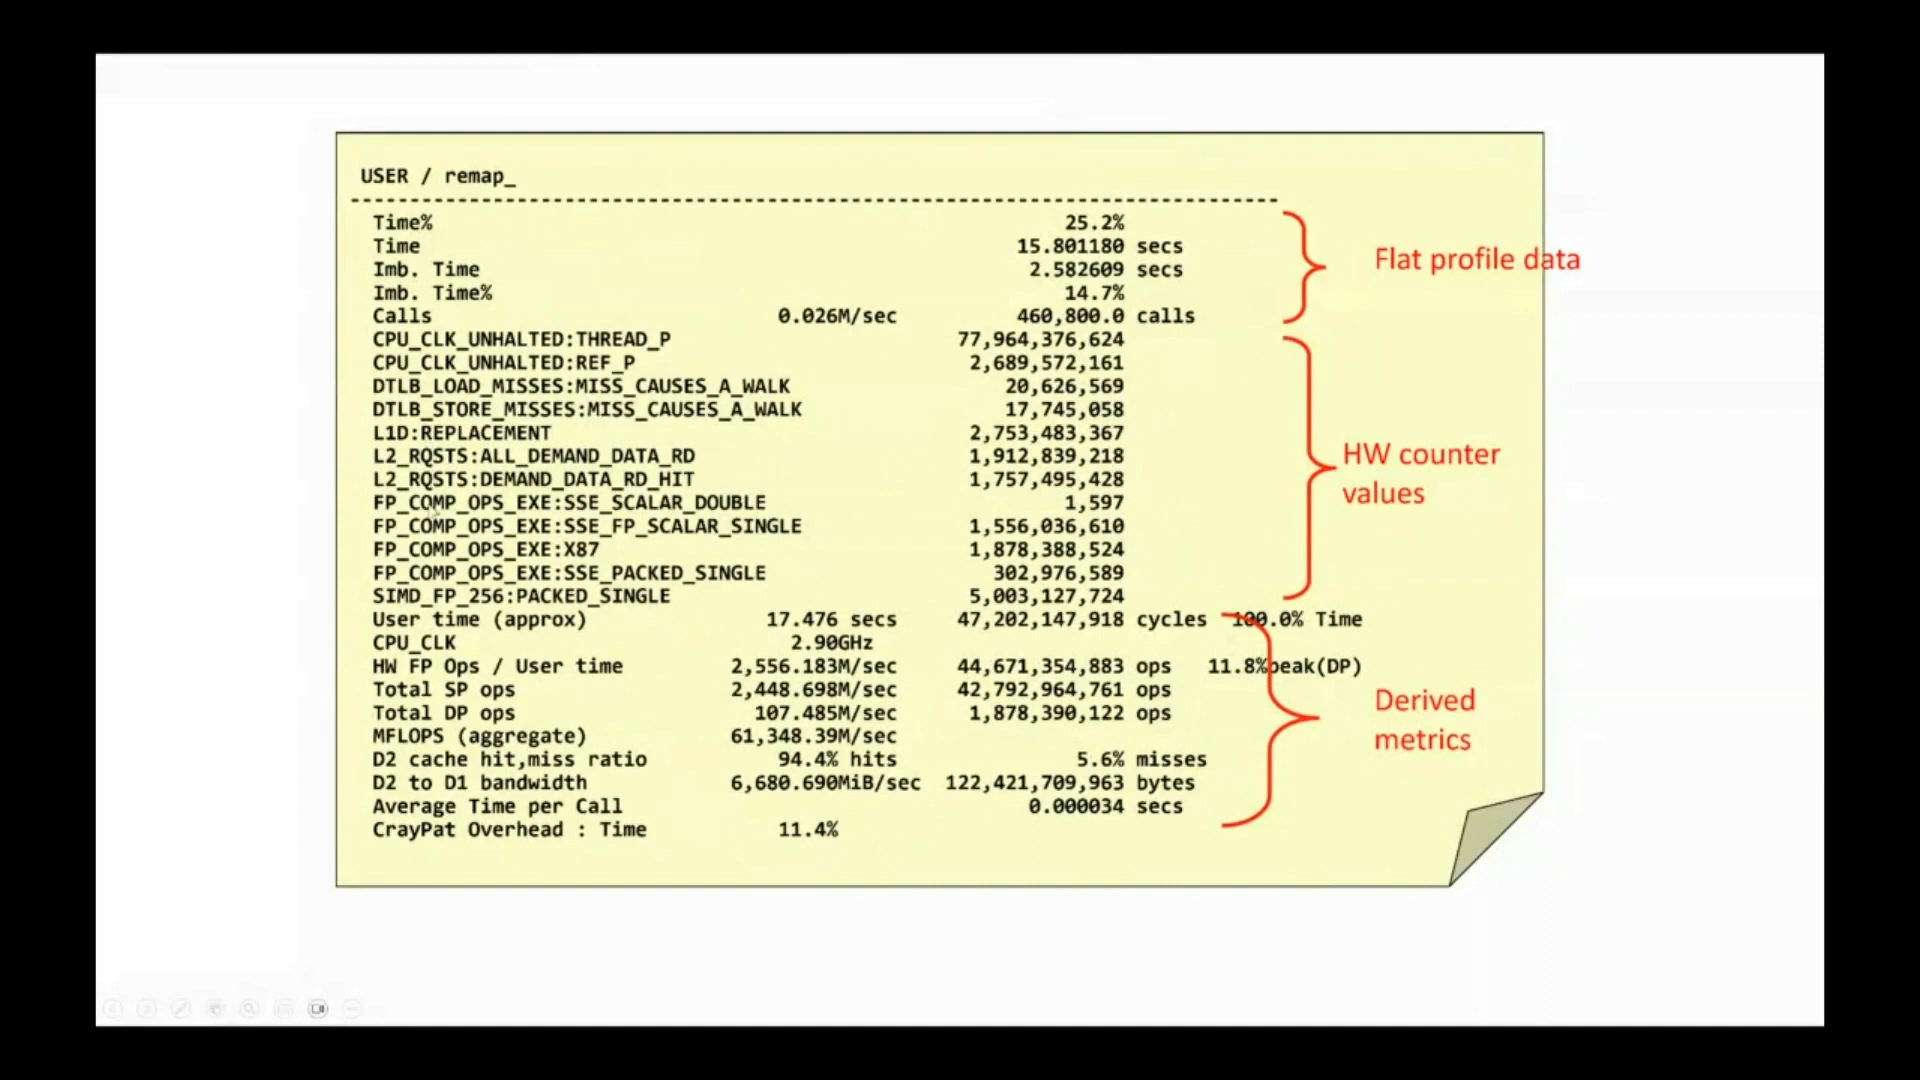 USER / remap_
--------------------------------------------------------------------------------
Time% 25.2%
Time 15.801180 secs
Imb. Time 2.582609 secs
Imb. Time% 14.7%
Calls 0.026M/sec 460,800.0 calls
Flat profile data
CPU_CLK_UNHALTED:THREAD_P 77,964,376,624
CPU_CLK_UNHALTED:REF_P 2,689,572,161
DTLB_LOAD_MISSES:MISS_CAUSES_A_WALK 20,626,569
DTLB_STORE_MISSES:MISS_CAUSES_A_WALK 17,745,058
L1D:REPLACEMENT 2,753,483,367
L2_RQSTS:ALL_DEMAND_DATA_RD 1,912,839,218
L2_RQSTS:DEMAND_DATA_RD_HIT 1,757,495,428
FP_COMP_OPS_EXE:SSE_SCALAR_DOUBLE 1,597
FP_COMP_OPS_EXE:SSE_FP_SCALAR_SINGLE 1,556,036,610
FP_COMP_OPS_EXE:X87 1,878,388,524
FP_COMP_OPS_EXE:SSE_PACKED_SINGLE 302,976,589
SIMD_FP_256:PACKED_SINGLE 5,003,127,724
HW counter
values
User time (approx) 17.476 secs 47,202,147,918 cycles 100.0% Time
CPU_CLK 2.90GHz
HW FP Ops / User time 2,556.183M/sec 44,671,354,883 ops 11.8%peak(DP)
Total SP ops 2,448.698M/sec 42,792,964,761 ops
Total DP ops 107.485M/sec 1,878,390,122 ops
MFLOPS (aggregate) 61,348.39M/sec
D2 cache hit,miss ratio 94.4% hits 5.6% misses
D2 to D1 bandwidth 6,680.690MiB/sec 122,421,709,963 bytes
Average Time per Call 0.000034 secs
CrayPat Overhead : Time 11.4%
Derived
metrics